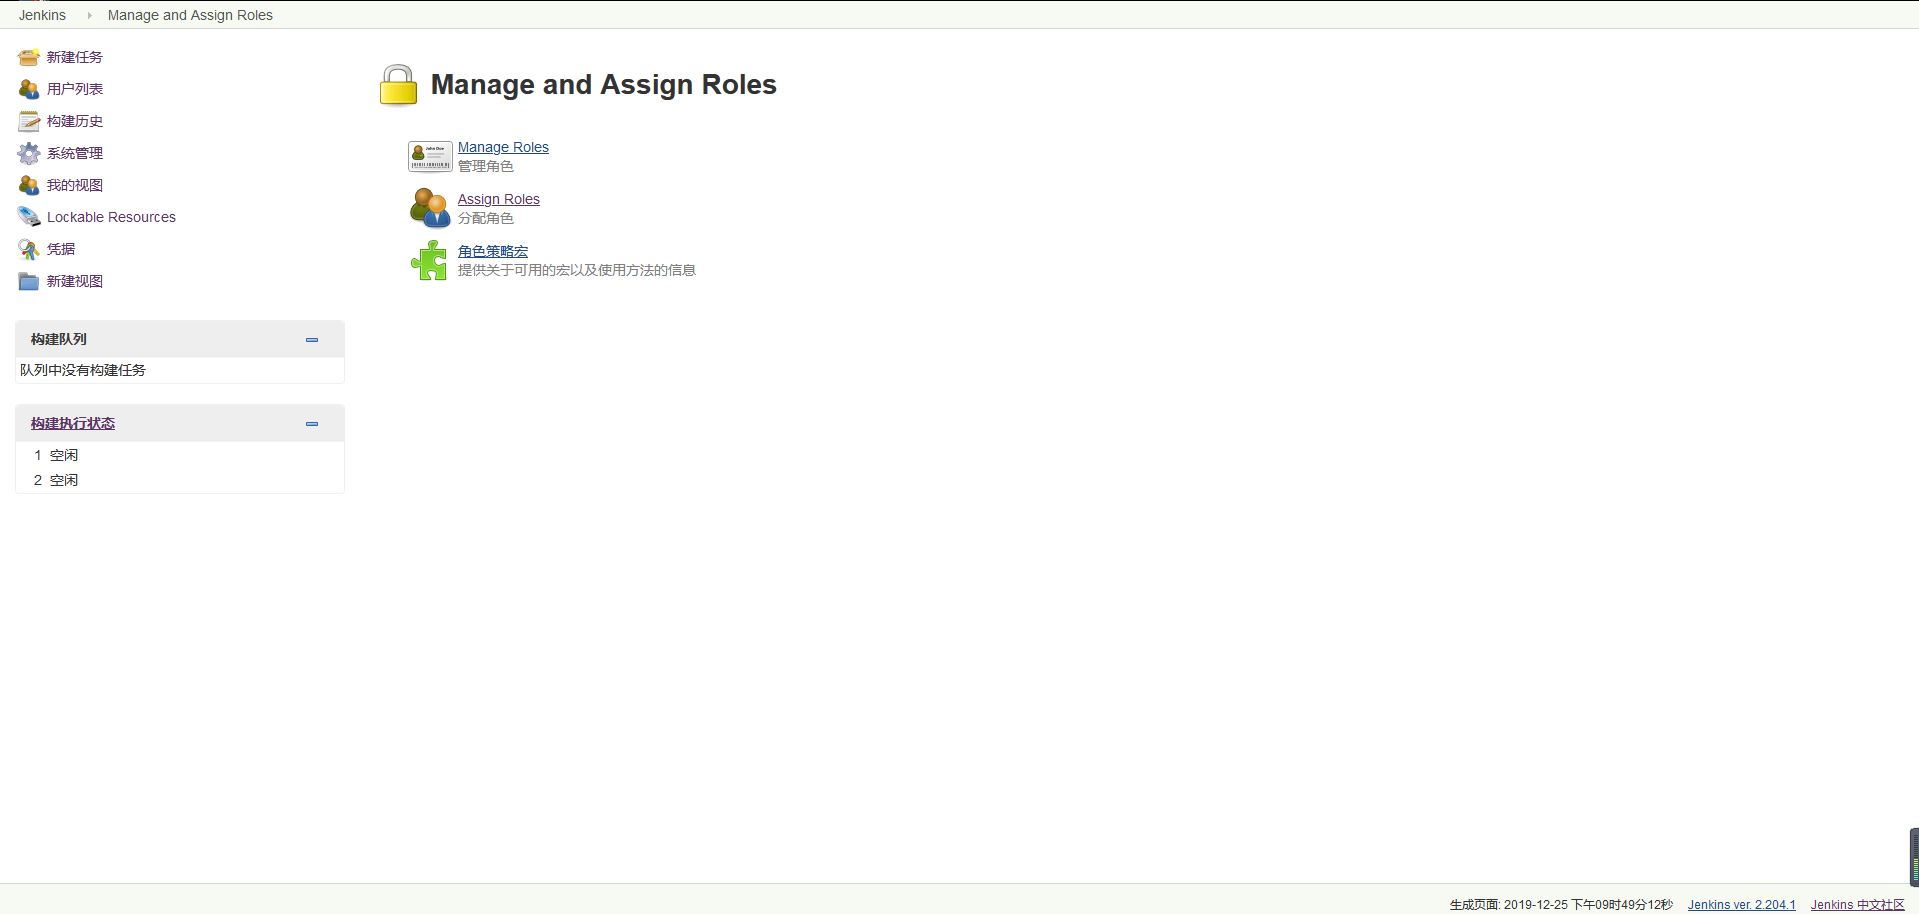 Jenkins Manage and Assign Roles
新建任务
用户列表
构建历史
系统管理
我的视图
Lockable Resources
凭据
新建视图
构建队列
队列中没有构建任务
构建执行状态
1 空闲
2 空闲
Manage and Assign Roles
John Doe
Manage Roles
管理角色
Assign Roles
分配角色
角色策略宏
提供关于可用的宏以及使用方法的信息
生成页面: 2019-12-25 下午09时49分12秒 Jenkins ver. 2.204.1 Jenkins 中文社区